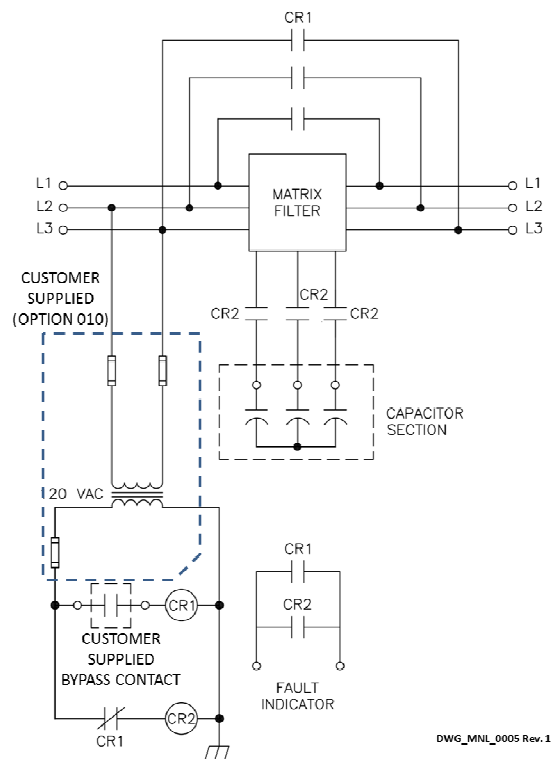 CR1
L1
L1
L2
L2
L3
L3
MATRIX
FILTER
CUSTOMER
SUPPLIED
(OPTION 010)
CR2
CR2
CR2
CAPACITOR
SECTION
20 VAC
CR1
CUSTOMER
SUPPLIED
BYPASS CONTACT
CR1
CR2
CR1
CR2
FAULT
INDICATOR
DWG_MNL_0005 Rev. 1